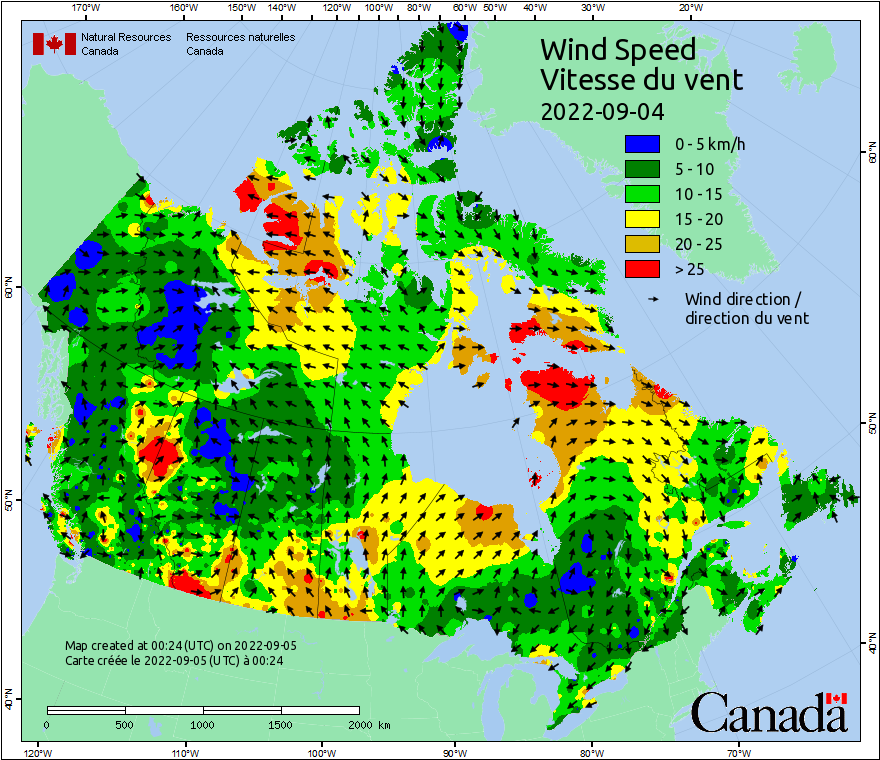 170°W 160°W 150°W 140°W 120°W 100°W 80°W 60°W 50°W 40°W 30°W 20°W
Natural Resources Canada
Ressources naturelles Canada
Wind Speed
Vitesse du vent
2022-09-04
0 - 5 km/h
5 - 10
10 - 15
15 - 20
20 - 25
> 25
Wind direction /
direction du vent
60°N
60°N
50°N
50°N
40°N
40°N
Map created at 00:24 (UTC) on 2022-09-05
Carte créée le 2022-09-05 (UTC) à 00:24
0 500 1000 1500 2000 km
Canada
120°W 110°W 100°W 90°W 80°W 70°W